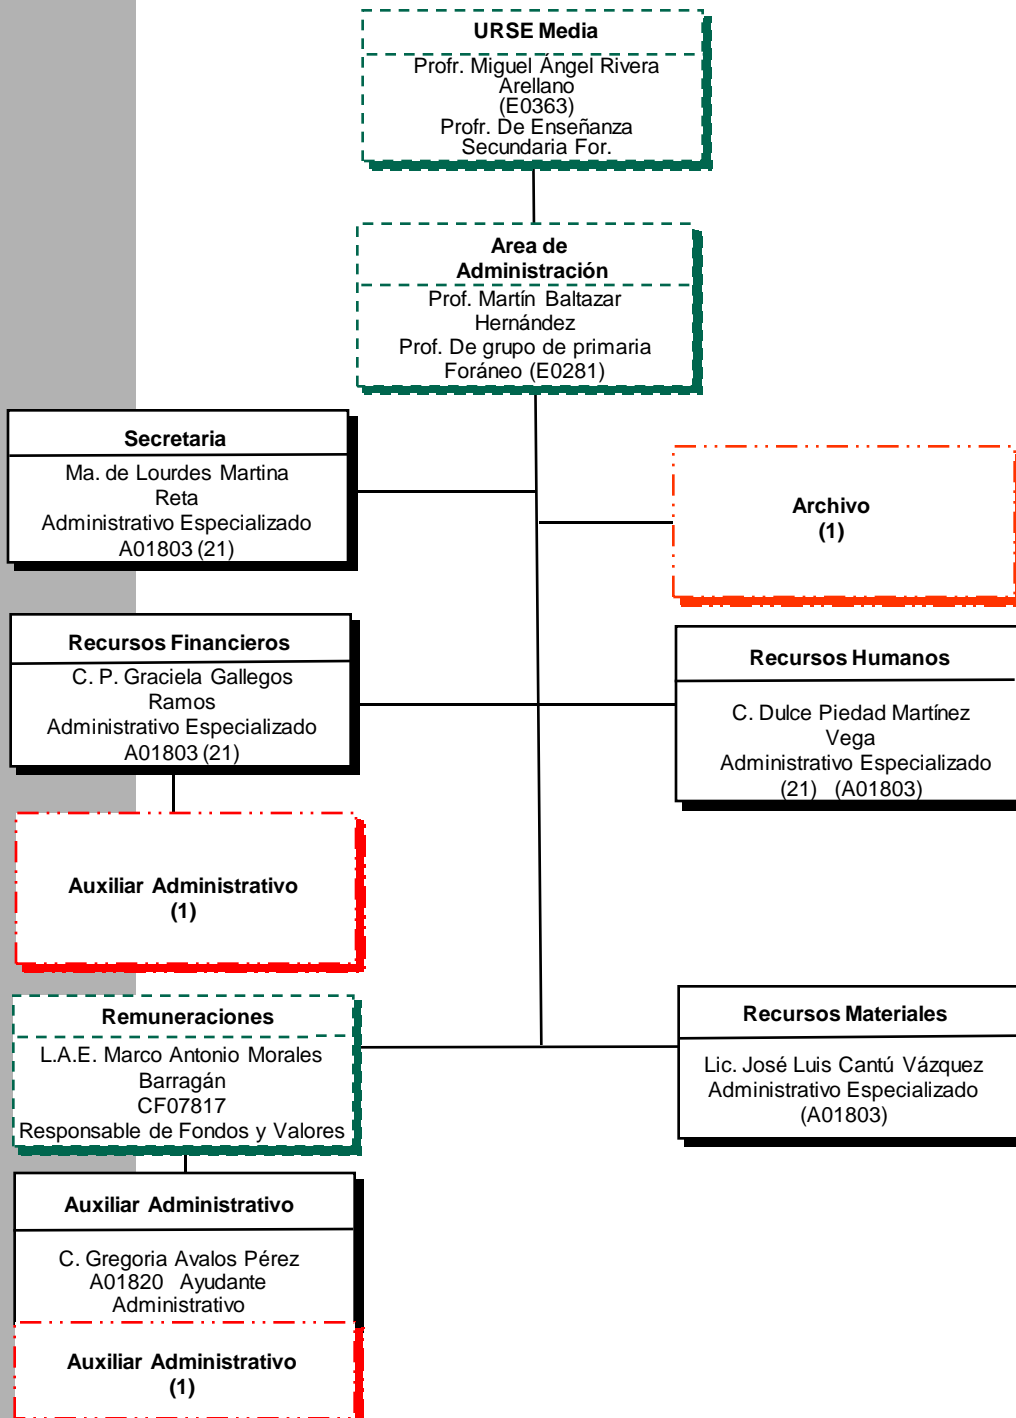 URSE Media
Profr. Miguel Ángel Rivera
Arellano
(E0363)
Profr. De Enseñanza
Secundaria For.
Area de
Administración
Prof. Martín Baltazar
Hernández
Prof. De grupo de primaria
Foráneo (E0281)
Secretaria
Ma. de Lourdes Martina
Reta
Administrativo Especializado
A01803 (21)
Archivo
(1)
Recursos Financieros
C. P. Graciela Gallegos
Ramos
Administrativo Especializado
A01803 (21)
Recursos Humanos
C. Dulce Piedad Martínez
Vega
Administrativo Especializado
(21) (A01803)
Auxiliar Administrativo
(1)
Remuneraciones
L.A.E. Marco Antonio Morales
Barragán
CF07817
Responsable de Fondos y Valores
Recursos Materiales
Lic. José Luis Cantú Vázquez
Administrativo Especializado
(A01803)
Auxiliar Administrativo
C. Gregoria Avalos Pérez
A01820 Ayudante
Administrativo
Auxiliar Administrativo
(1)